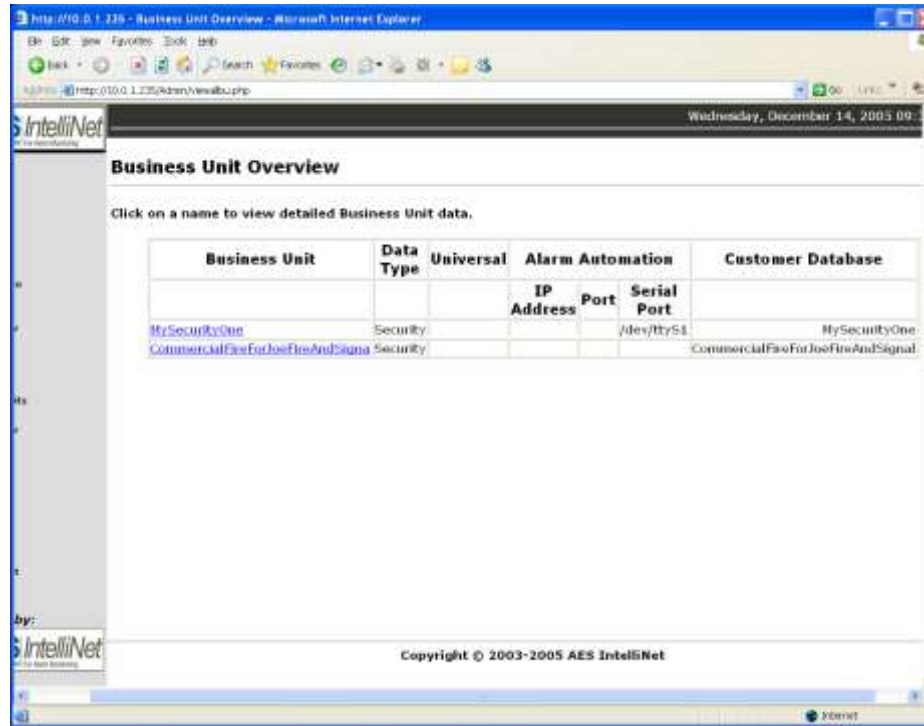 http://10.0.1.235 - Business Unit Overview - Microsoft Internet Explorer
File Edit View Favorites Tools Help
Back Search Favorites
Address http://10.0.1.235/Admin/viewallbu.php Go Links
IntelliNet
Wednesday, December 14, 2005 09:
Business Unit Overview
Click on a name to view detailed Business Unit data.
Business Unit Data Type Universal Alarm Automation Customer Database
IP Address Port Serial Port
MySecurityOne Security /dev/ttyS1 MySecurityOne
CommercialFireForJoeFireAndSigna Security CommercialFireForJoeFireAndSignal
by:
IntelliNet
Copyright © 2003-2005 AES IntelliNet
Internet